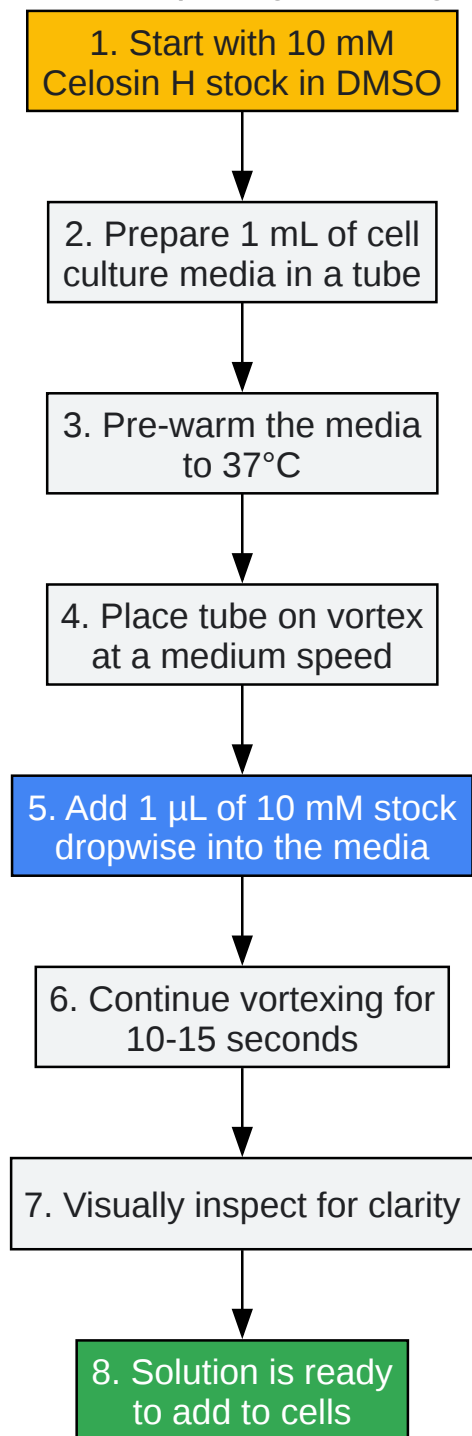 1. Start with 10 mM
Celosin H stock in DMSO
2. Prepare 1 mL of cell
culture media in a tube
3. Pre-warm the media
to 37°C
4. Place tube on vortex
at a medium speed
5. Add 1 µL of 10 mM stock
dropwise into the media
6. Continue vortexing for
10-15 seconds
7. Visually inspect for clarity
8. Solution is ready
to add to cells